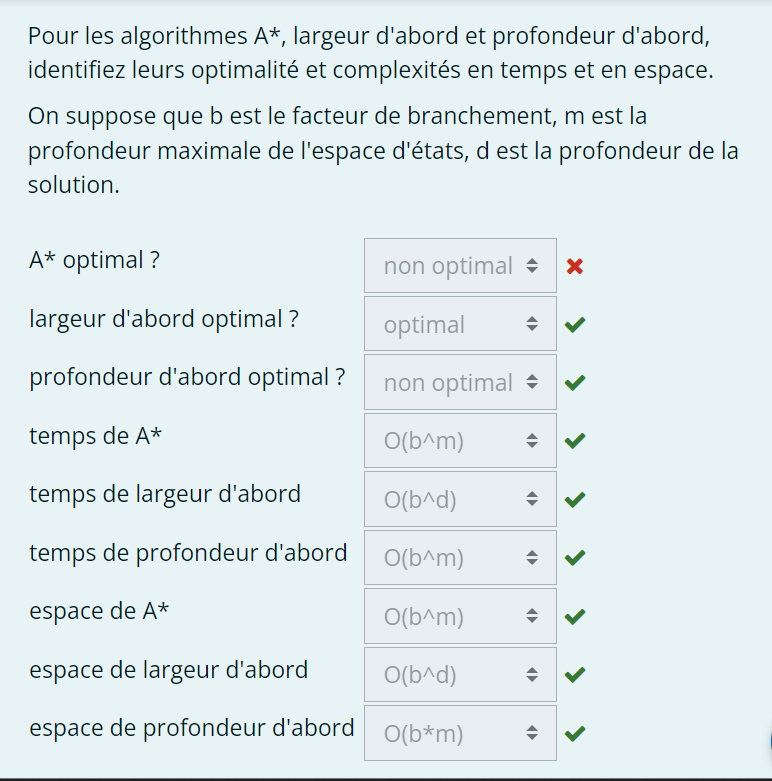 Pour les algorithmes A*, largeur d'abord et profondeur d'abord,
identifiez leurs optimalité et complexités en temps et en espace.
On suppose que b est le facteur de branchement, m est la
profondeur maximale de l'espace d'états, d est la profondeur de la
solution.
A* optimal ? non optimal
largeur d'abord optimal ? optimal
profondeur d'abord optimal ? non optimal
temps de A* O(b^m)
temps de largeur d'abord O(b^d)
temps de profondeur d'abord O(b^m)
espace de A* O(b^m)
espace de largeur d'abord O(b^d)
espace de profondeur d'abord O(b*m)